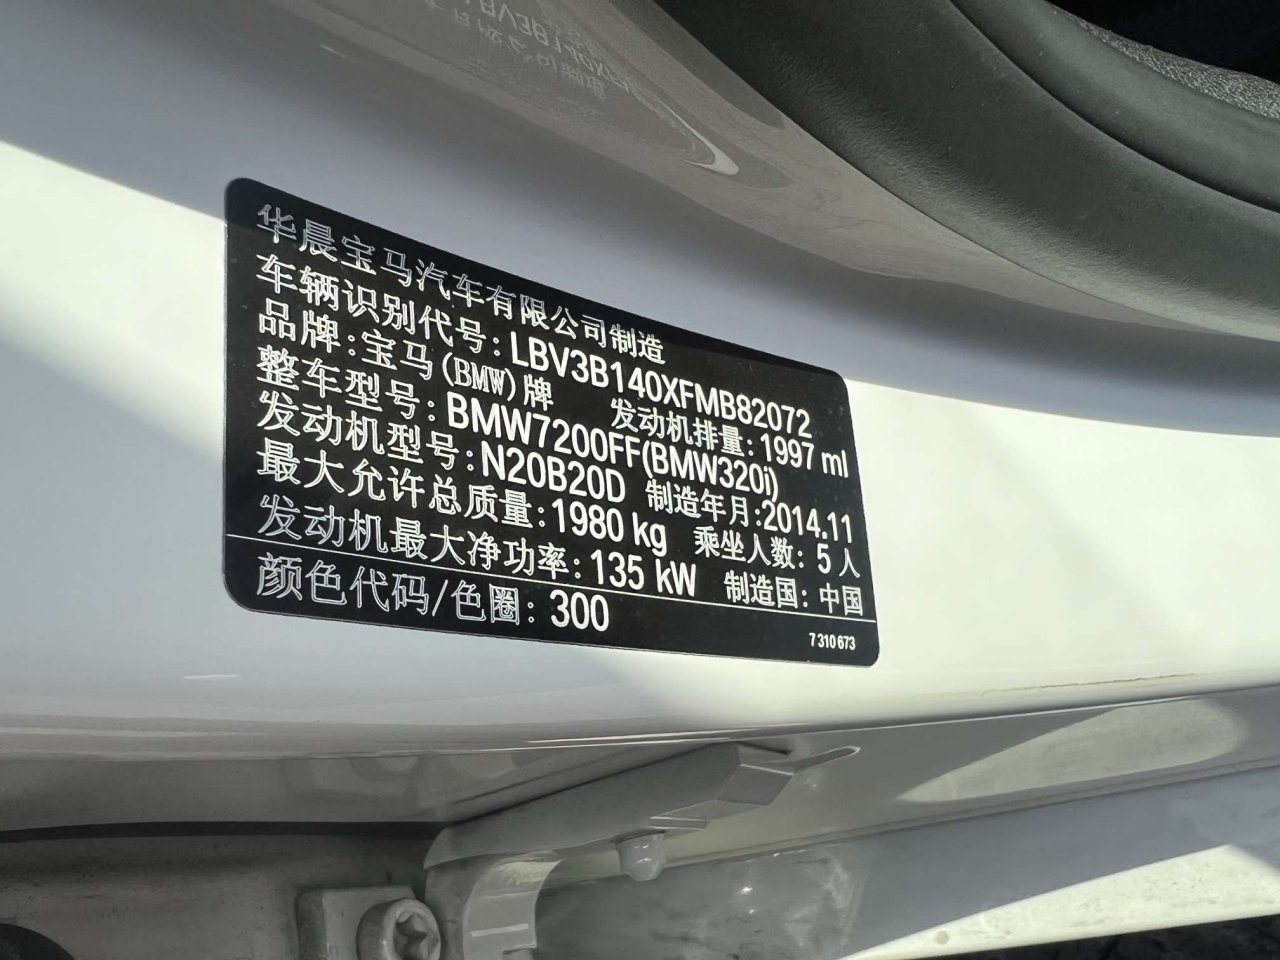 华晨宝马汽车有限公司制造
车辆识别代号:LBV3B140XFMB82072
品牌:宝马(BMW)牌 发动机排量:1997 ml
整车型号:BMW7200FF(BMW320i)
发动机型号:N20B20D 制造年月:2014.11
最大允许总质量:1980 kg 乘坐人数:5人
发动机最大净功率:135 kW 制造国:中国
颜色代码/色圈:300
7 310 673